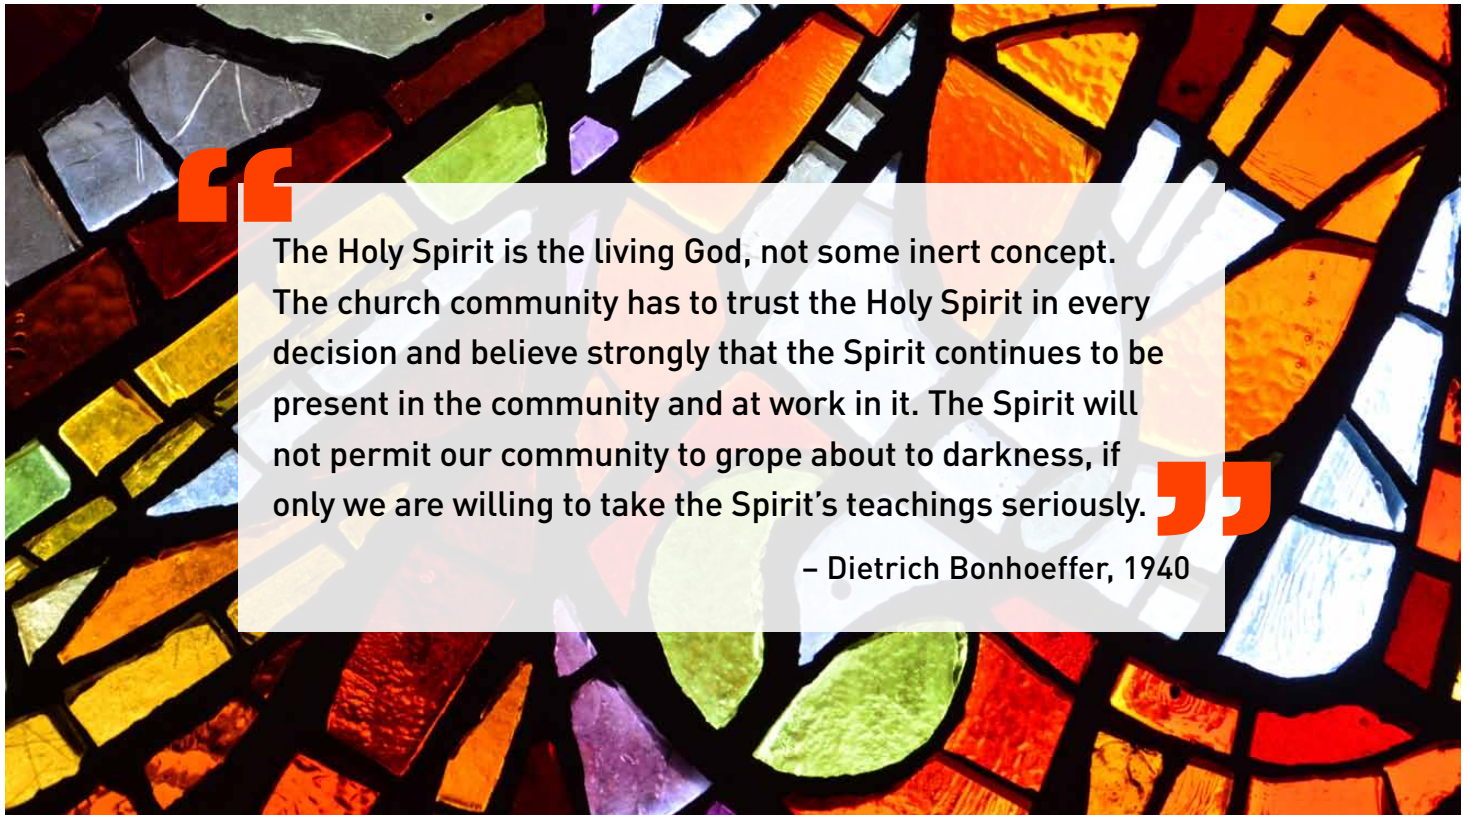 “
The Holy Spirit is the living God, not some inert concept.
The church community has to trust the Holy Spirit in every
decision and believe strongly that the Spirit continues to be
present in the community and at work in it. The Spirit will
not permit our community to grope about to darkness, if
only we are willing to take the Spirit’s teachings seriously. ”
– Dietrich Bonhoeffer, 1940